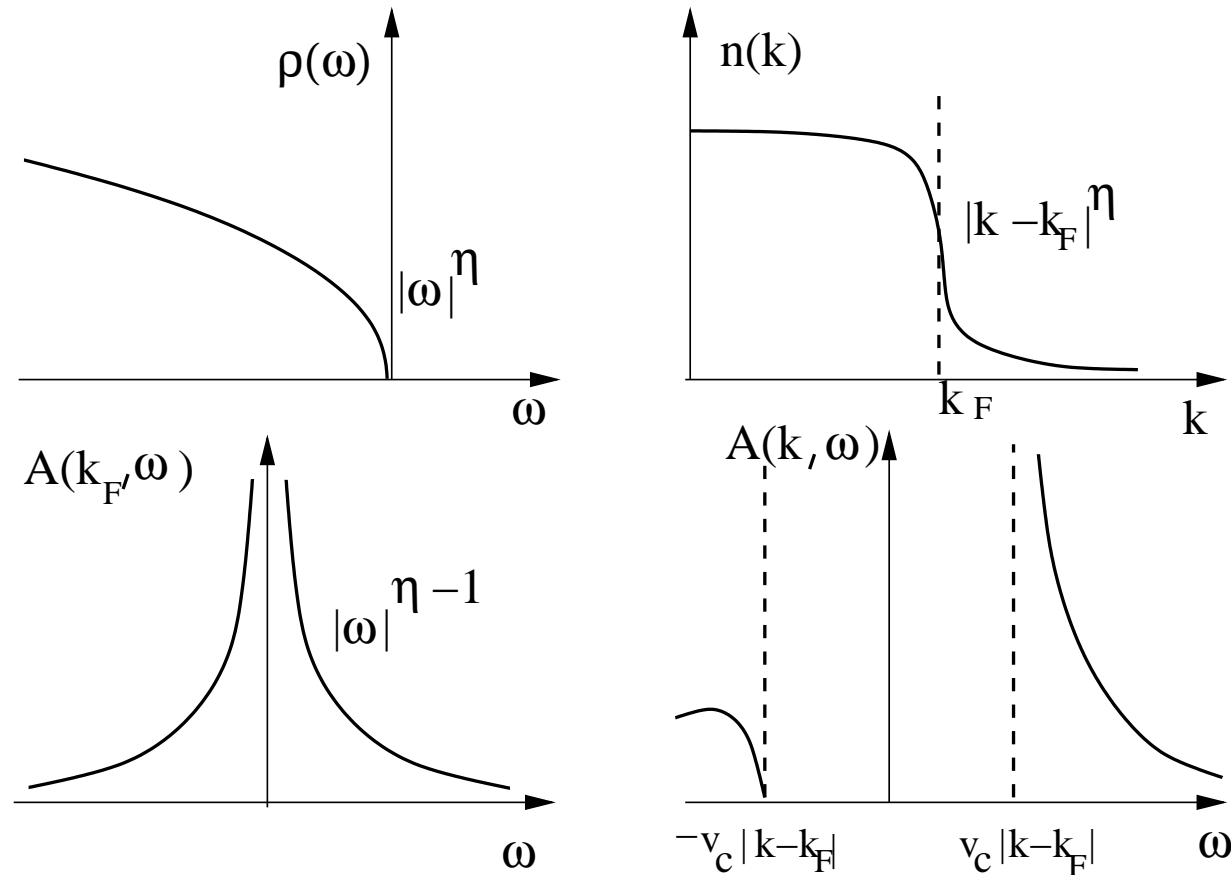 ρ(ω)
|ω|^η
ω
n(k)
|k −k_F|^η
k_F
k
A(k_F,ω)
|ω|^{η −1}
ω
A(k,ω)
−v_c|k−k_F|
v_c|k−k_F|
ω